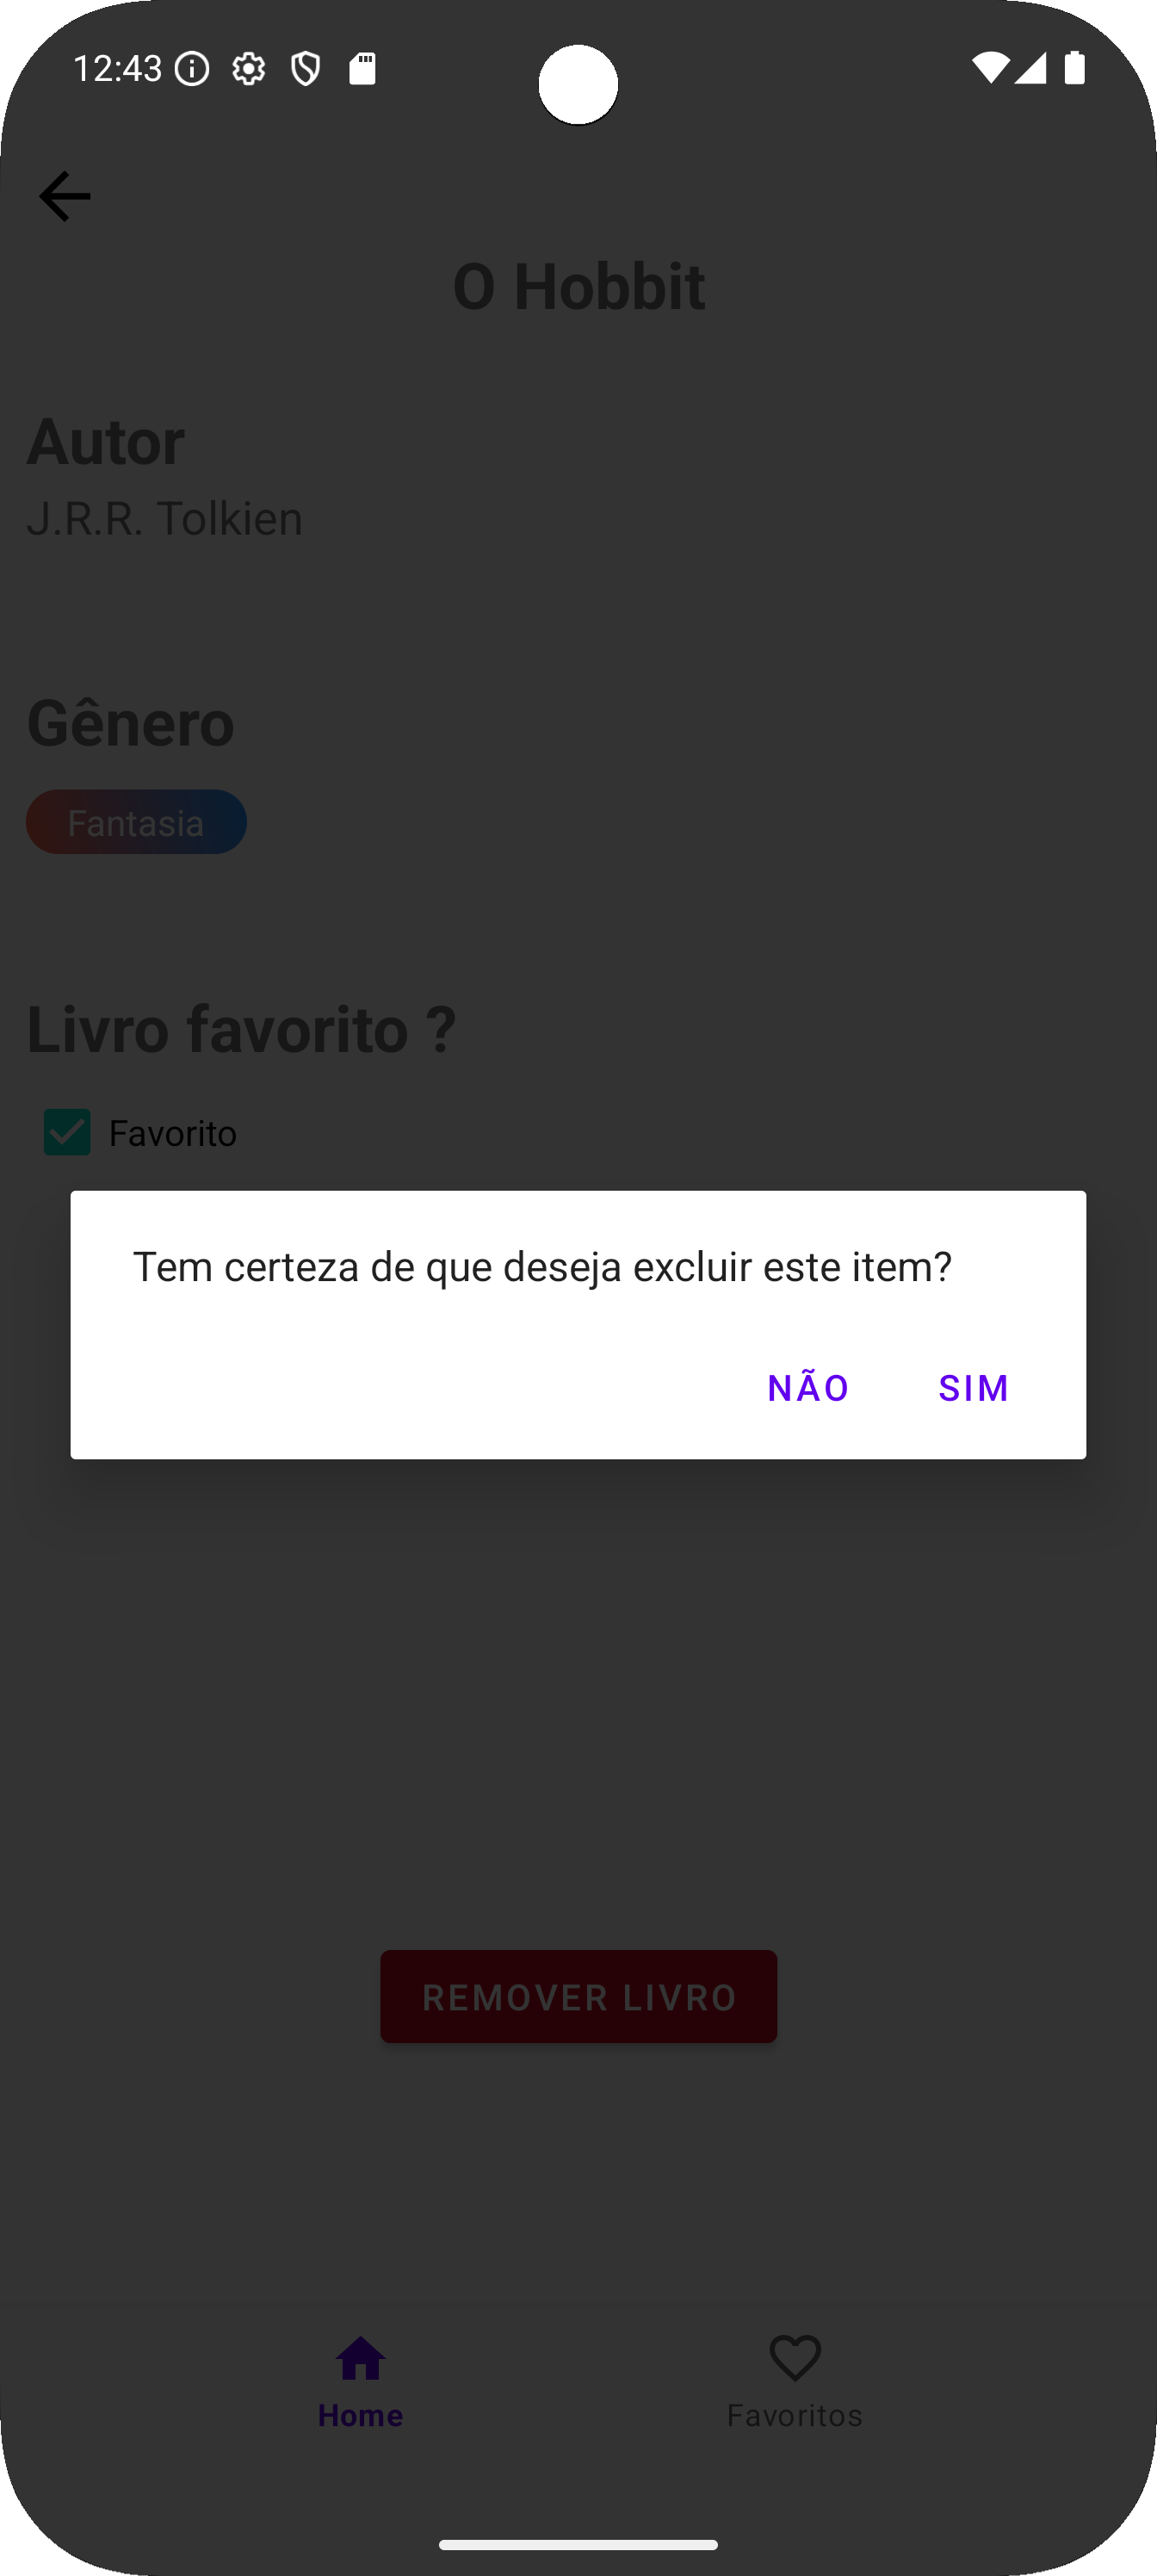 12:43
O Hobbit
Autor
J.R.R. Tolkien
Gênero
Fantasia
Livro favorito ?
Favorito
Tem certeza de que deseja excluir este item?
NÃO SIM
REMOVER LIVRO
Home Favoritos